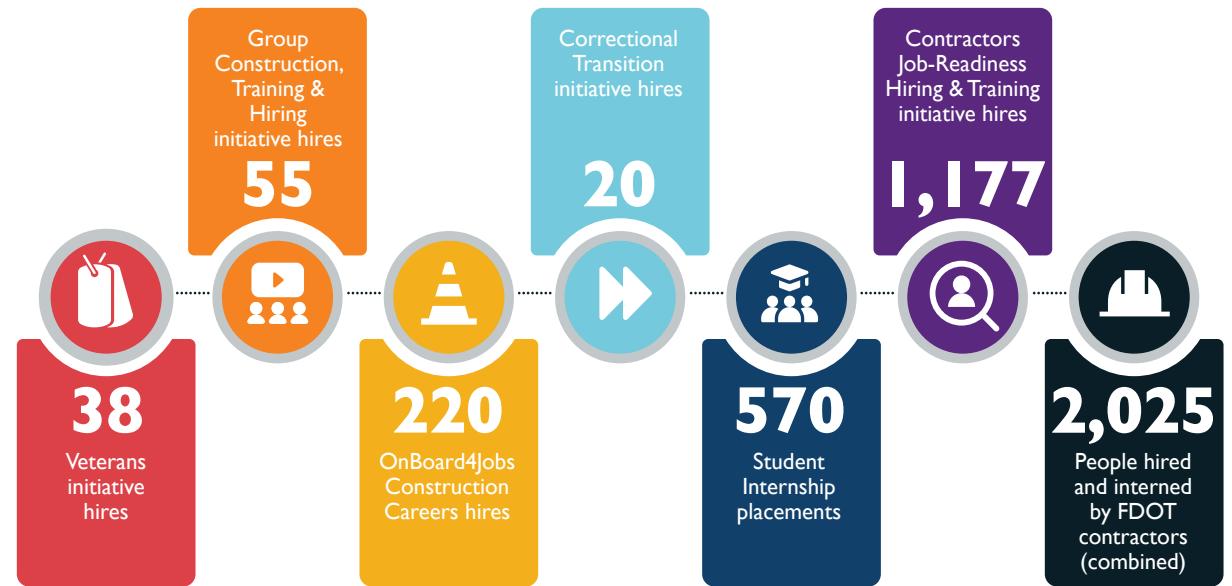 38
Veterans
initiative
hires
Group
Construction,
Training &
Hiring
initiative hires
55
220
OnBoard4Jobs
Construction
Careers hires
Correctional
Transition
initiative hires
20
570
Student
Internship
placements
Contractors
Job-Readiness
Hiring & Training
initiative hires
1,177
2,025
People hired
and interned
by FDOT
contractors
(combined)